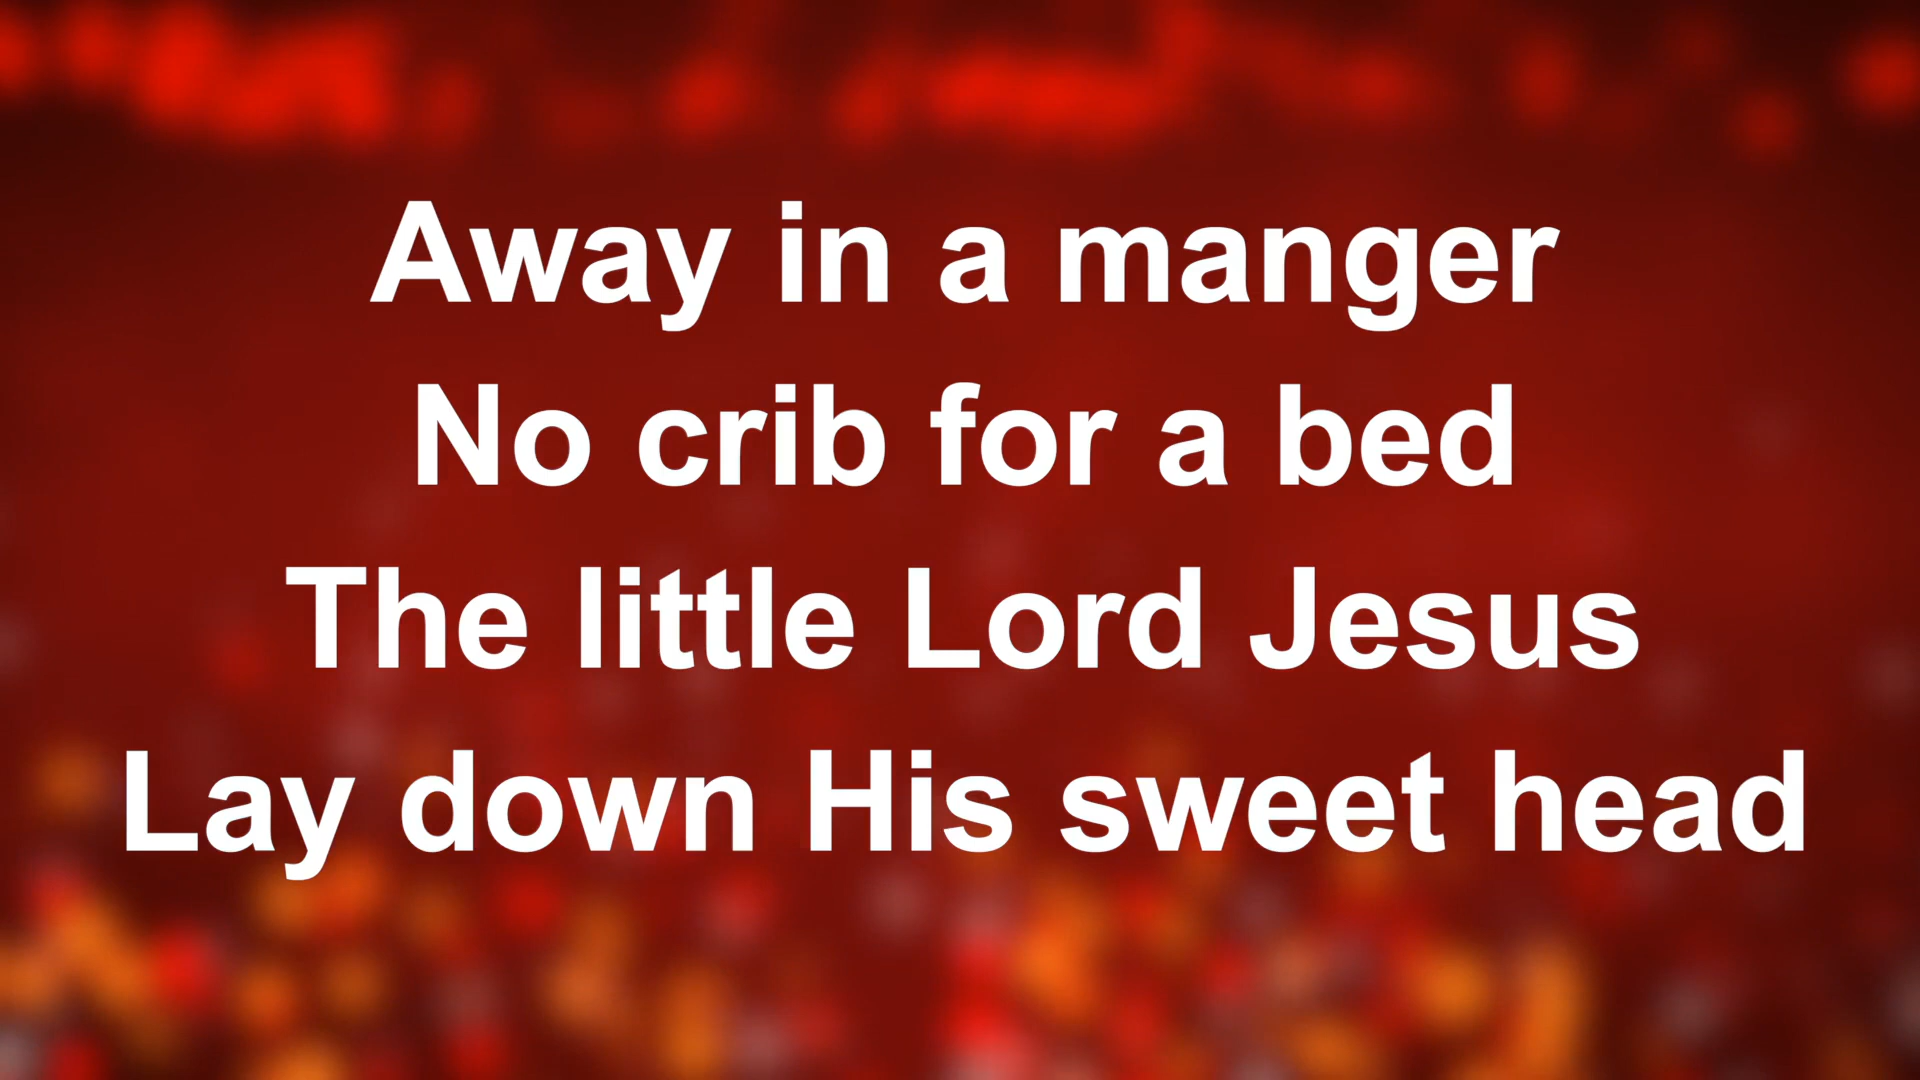 Away in a manger
No crib for a bed
The little Lord Jesus
Lay down His sweet head